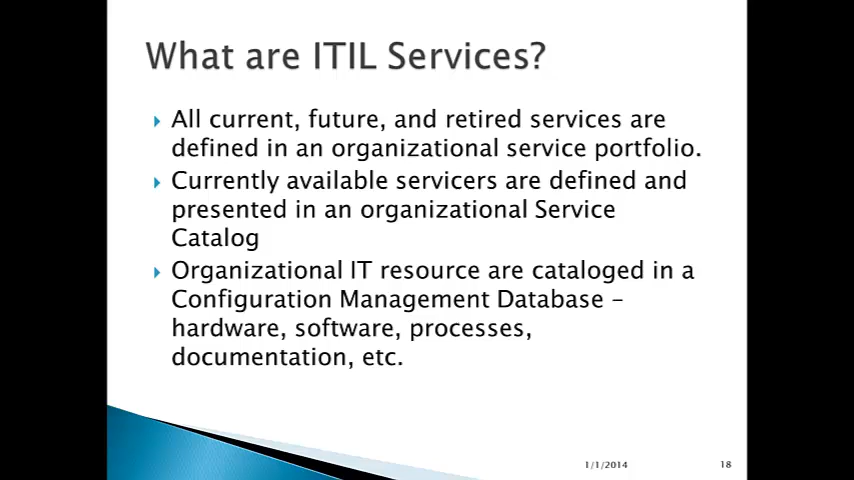 What are ITIL Services?
All current, future, and retired services are
defined in an organizational service portfolio.
Currently available servicers are defined and
presented in an organizational Service
Catalog
Organizational IT resource are cataloged in a
Configuration Management Database –
hardware, software, processes,
documentation, etc.
1/1/2014
18